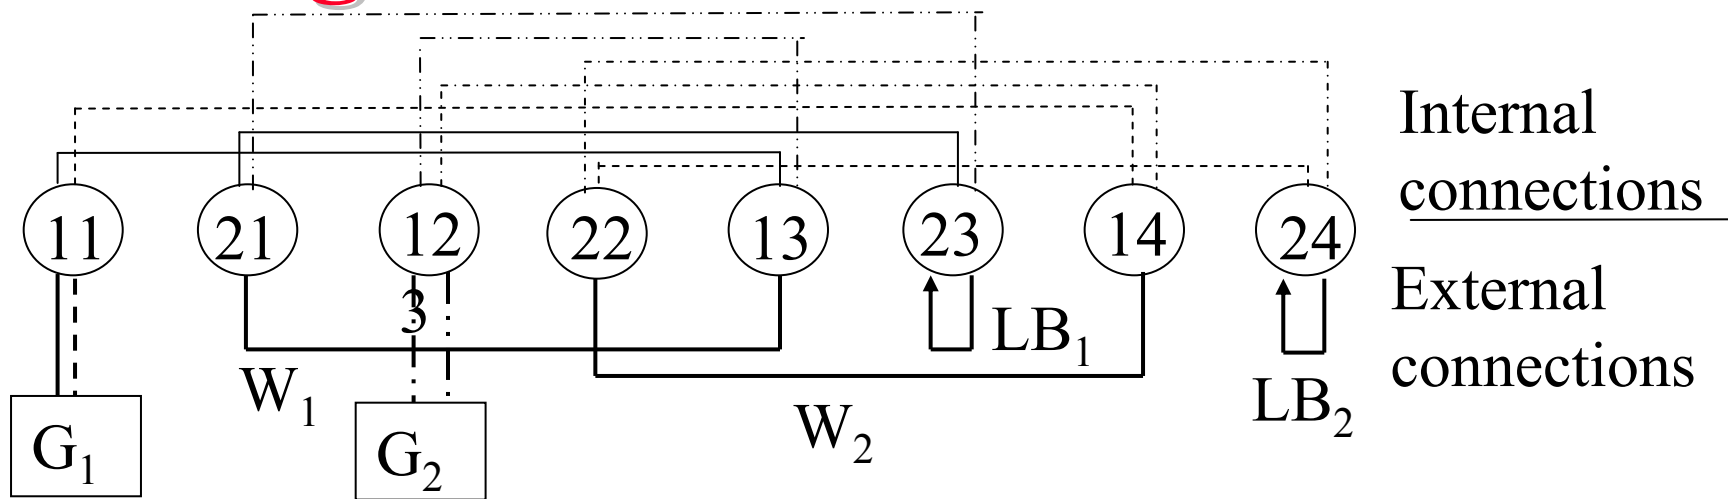 Internal
connections
11 21 12 22 13 23 14 24
3
External
connections
LB1
W1
W2
LB2
G1
G2